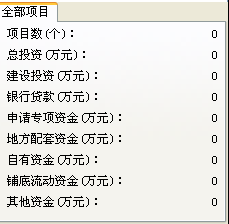 全部项目
项目数(个)： 0
总投资(万元)： 0
建设投资(万元)： 0
银行贷款(万元)： 0
申请专项资金(万元)： 0
地方配套资金(万元)： 0
自有资金(万元)： 0
铺底流动资金(万元)： 0
其他资金(万元)： 0